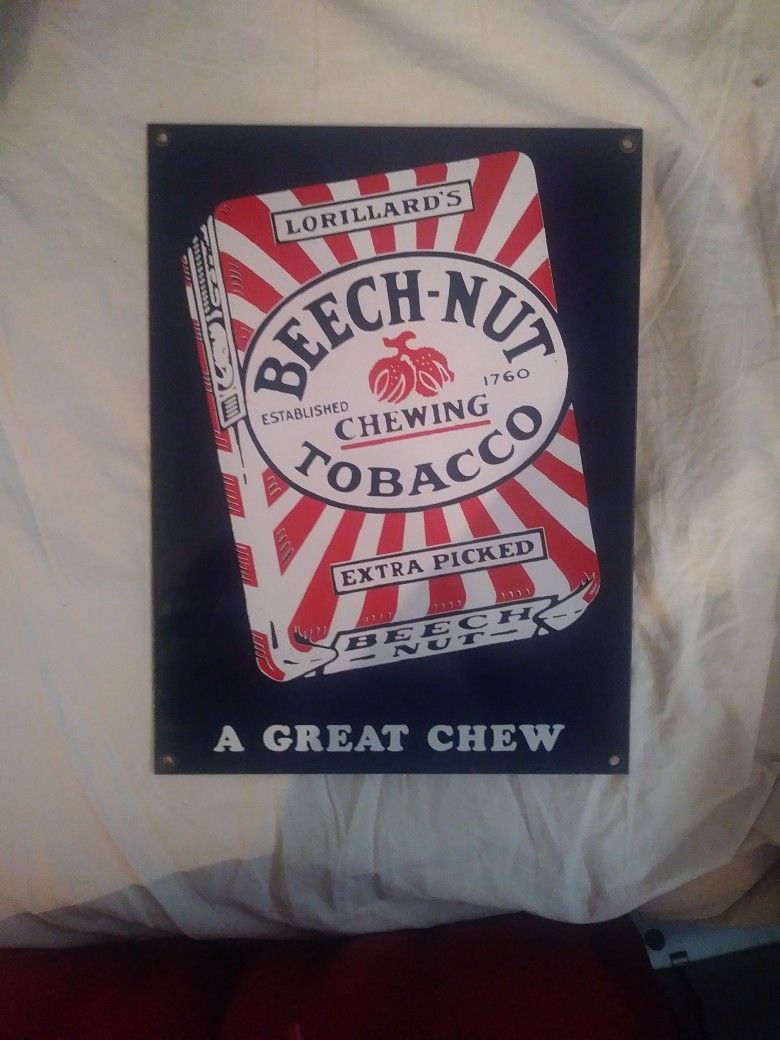 LORILLARD'S
BEECH-NUT
ESTABLISHED 1760
CHEWING
TOBACCO
EXTRA PICKED
BEECH
NUT
A GREAT CHEW